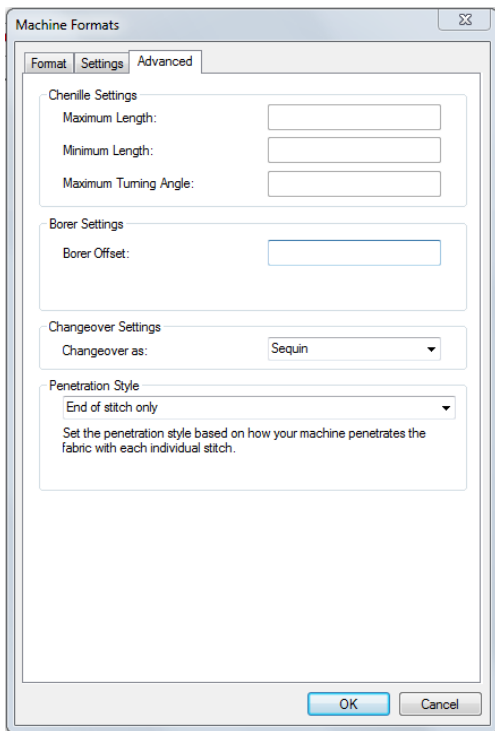 Machine Formats
Format Settings Advanced
Chenille Settings
Maximum Length:
Minimum Length:
Maximum Turning Angle:
Borer Settings
Borer Offset:
Changeover Settings
Changeover as: Sequin
Penetration Style
End of stitch only
Set the penetration style based on how your machine penetrates the
fabric with each individual stitch.
OK Cancel